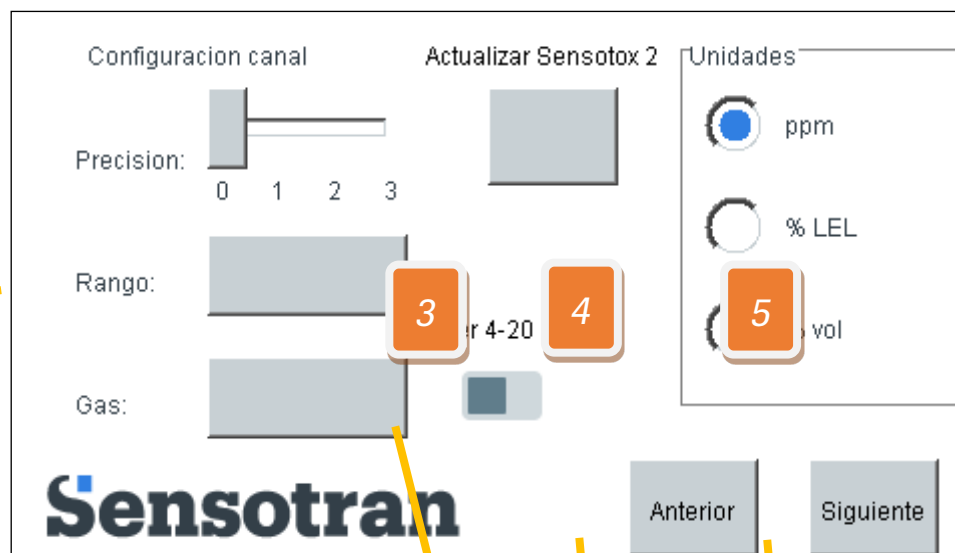 Configuracion canal
Actualizar Sensotox 2
Unidades
ppm
Precision:
0 1 2 3
% LEL
Rango:
3
4
5
4-20
vol
Gas:
Sensotran
Anterior
Siguiente